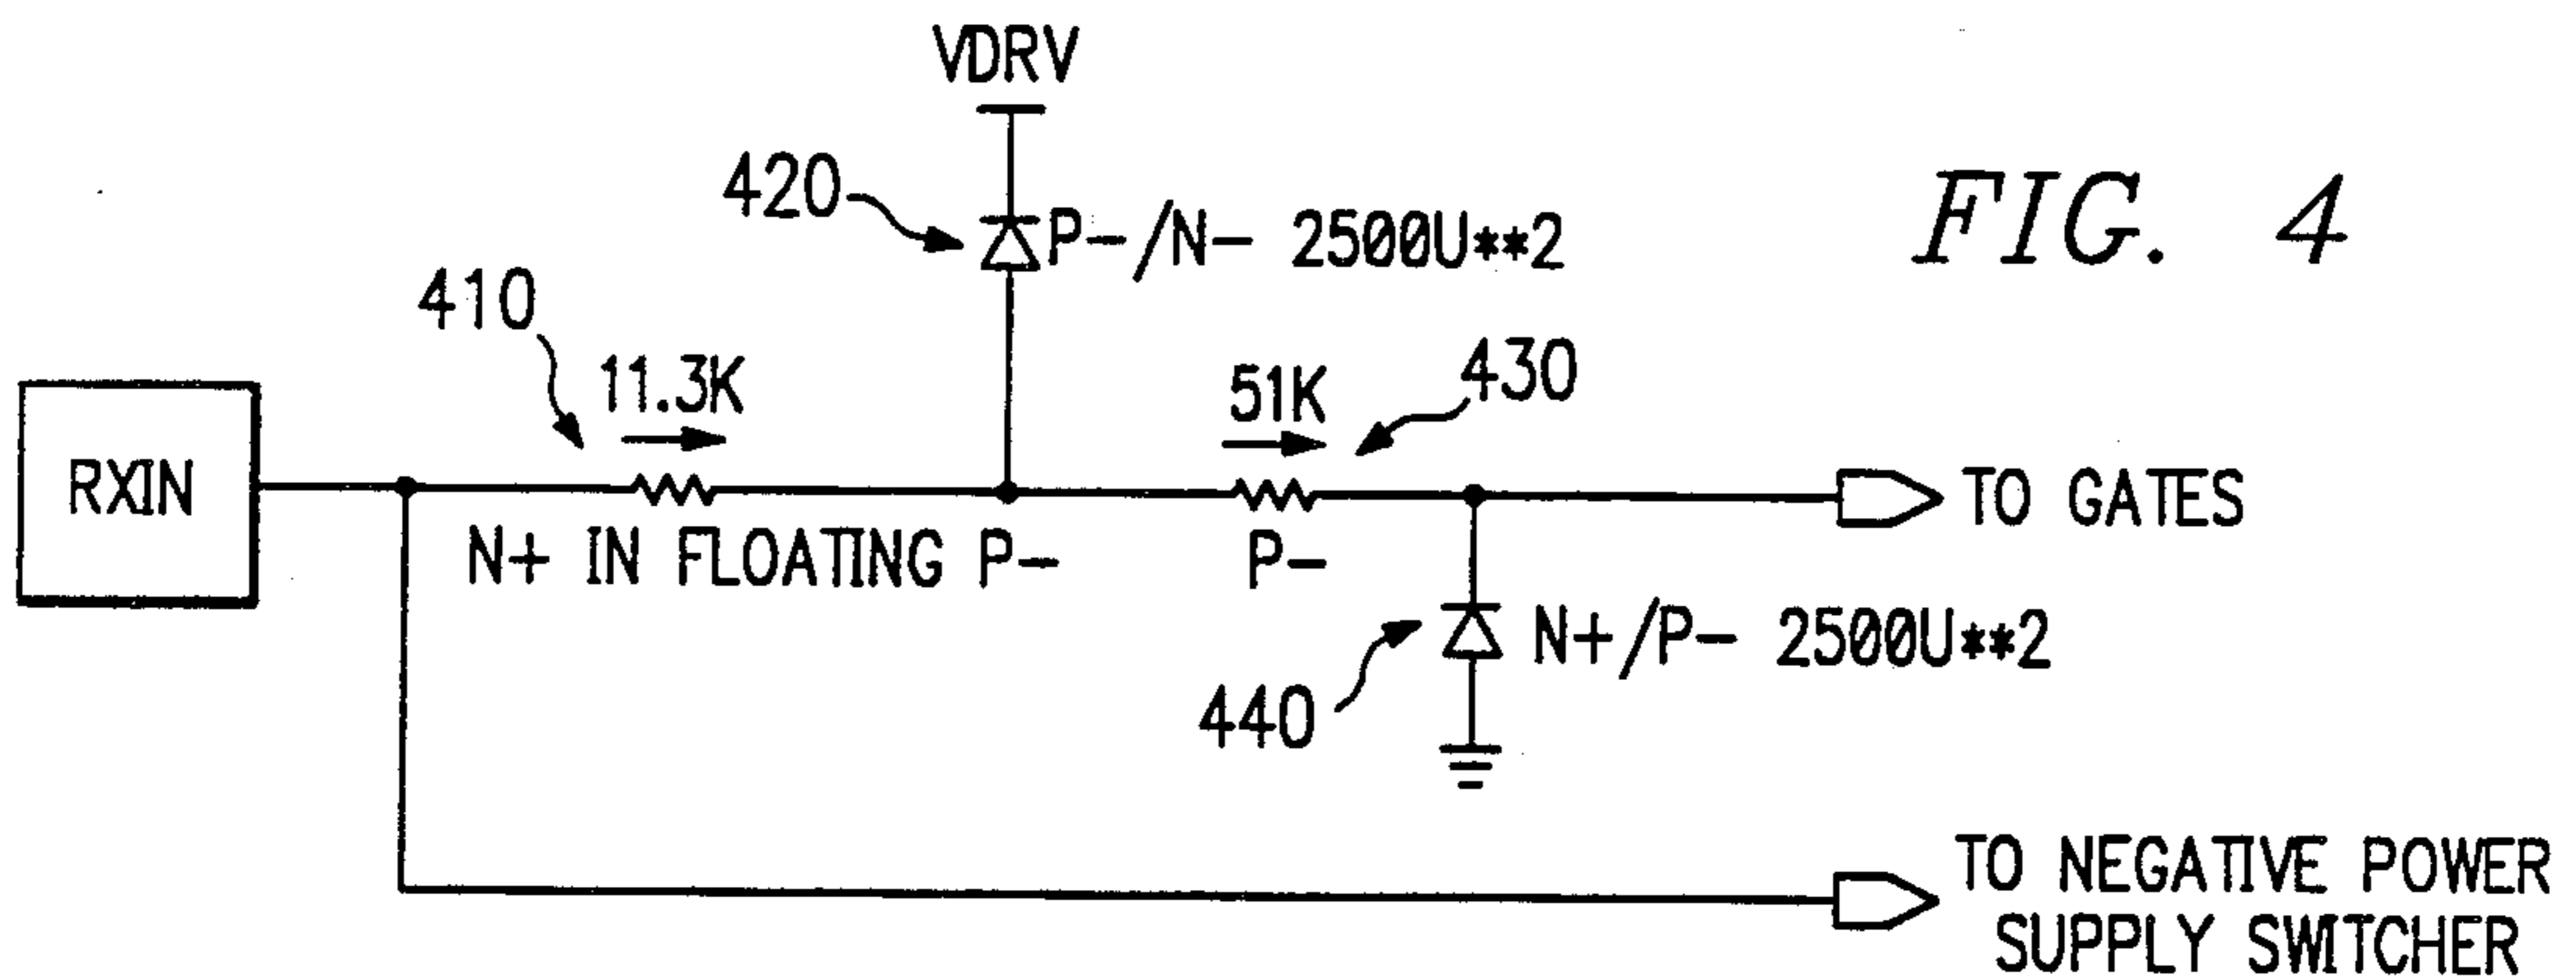 VDRV
FIG. 4
420
P-/N- 2500U**2
410
11.3K
51K
430
RXIN
TO GATES
N+ IN FLOATING P-
P-
N+/P- 2500U**2
440
TO NEGATIVE POWER
SUPPLY SWITCHER